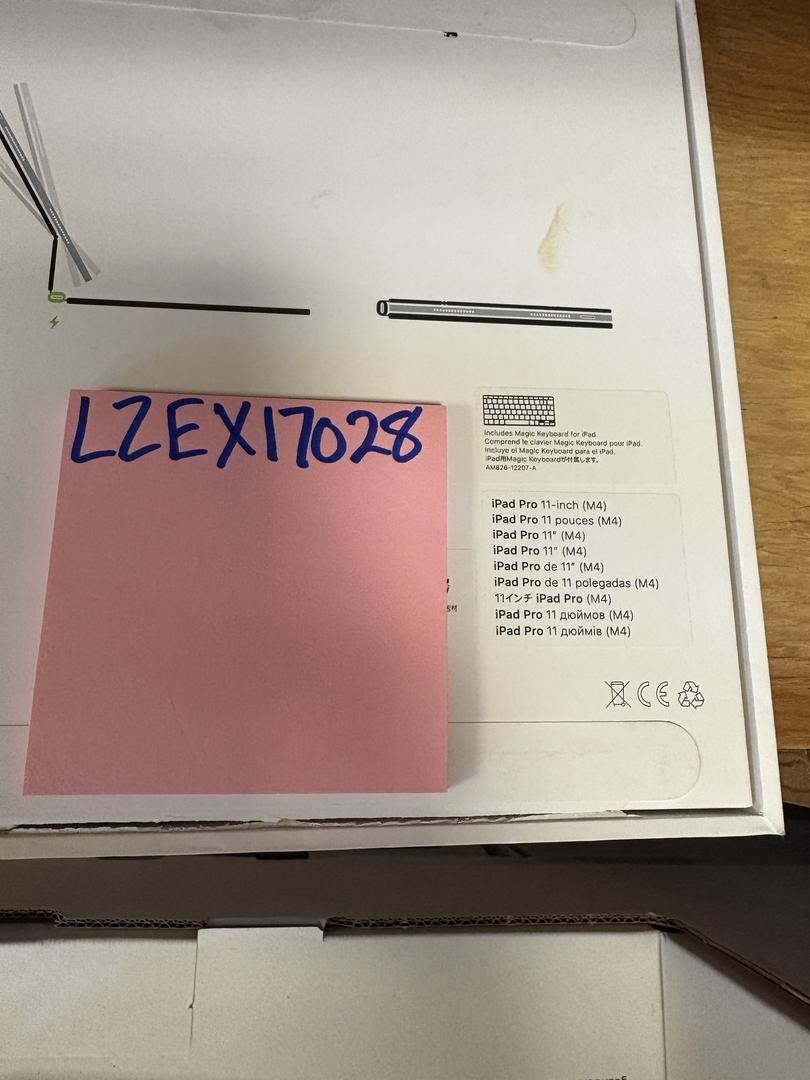 LZEX17028
Includes Magic Keyboard for iPad.
Comprend le clavier Magic Keyboard pour iPad.
Incluye el Magic Keyboard para el iPad.
iPad用Magic Keyboardが付属します。
AM826-12207-A
iPad Pro 11-inch (M4)
iPad Pro 11 pouces (M4)
iPad Pro 11" (M4)
iPad Pro 11" (M4)
iPad Pro de 11" (M4)
iPad Pro de 11 polegadas (M4)
11インチ iPad Pro (M4)
iPad Pro 11 дюймов (M4)
iPad Pro 11 дюймів (M4)
CE